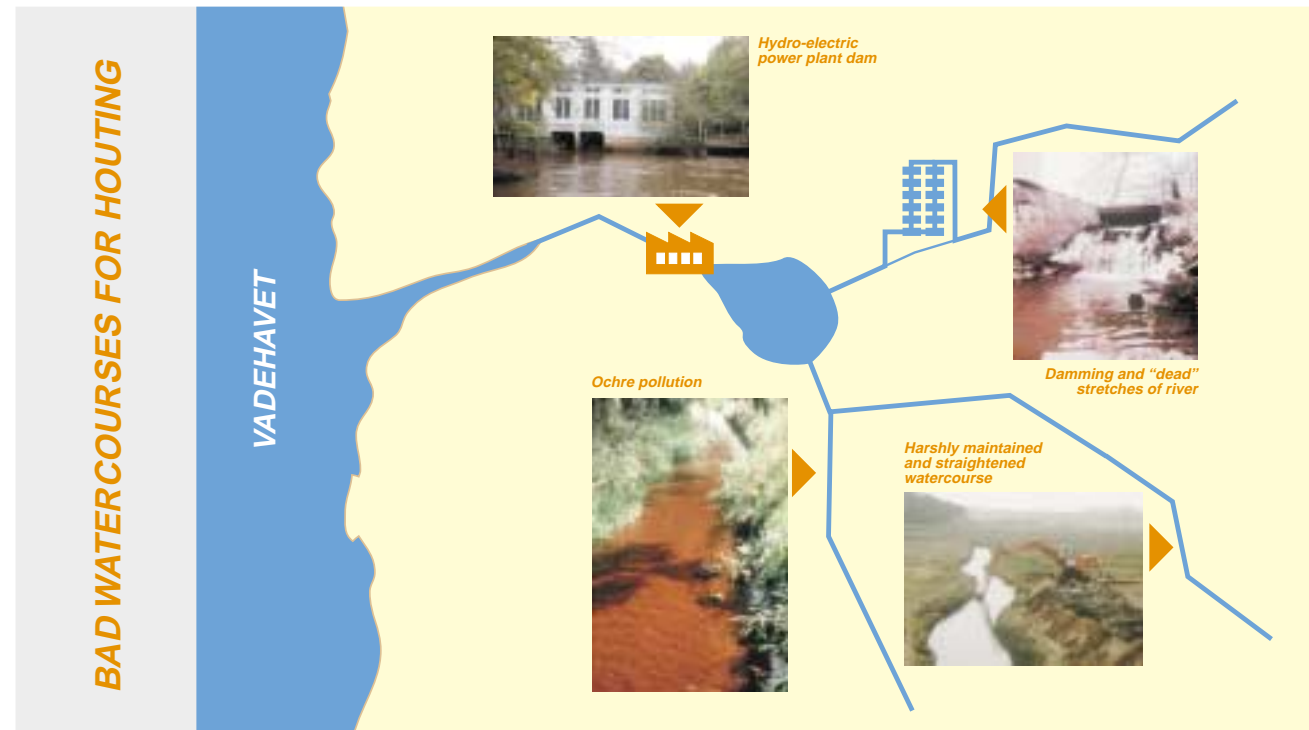 BAD WATERCOURSES FOR HOUTING
VADEHAVET
Hydro-electric
power plant dam
Damming and “dead”
stretches of river
Ochre pollution
Harshly maintained
and straightened
watercourse